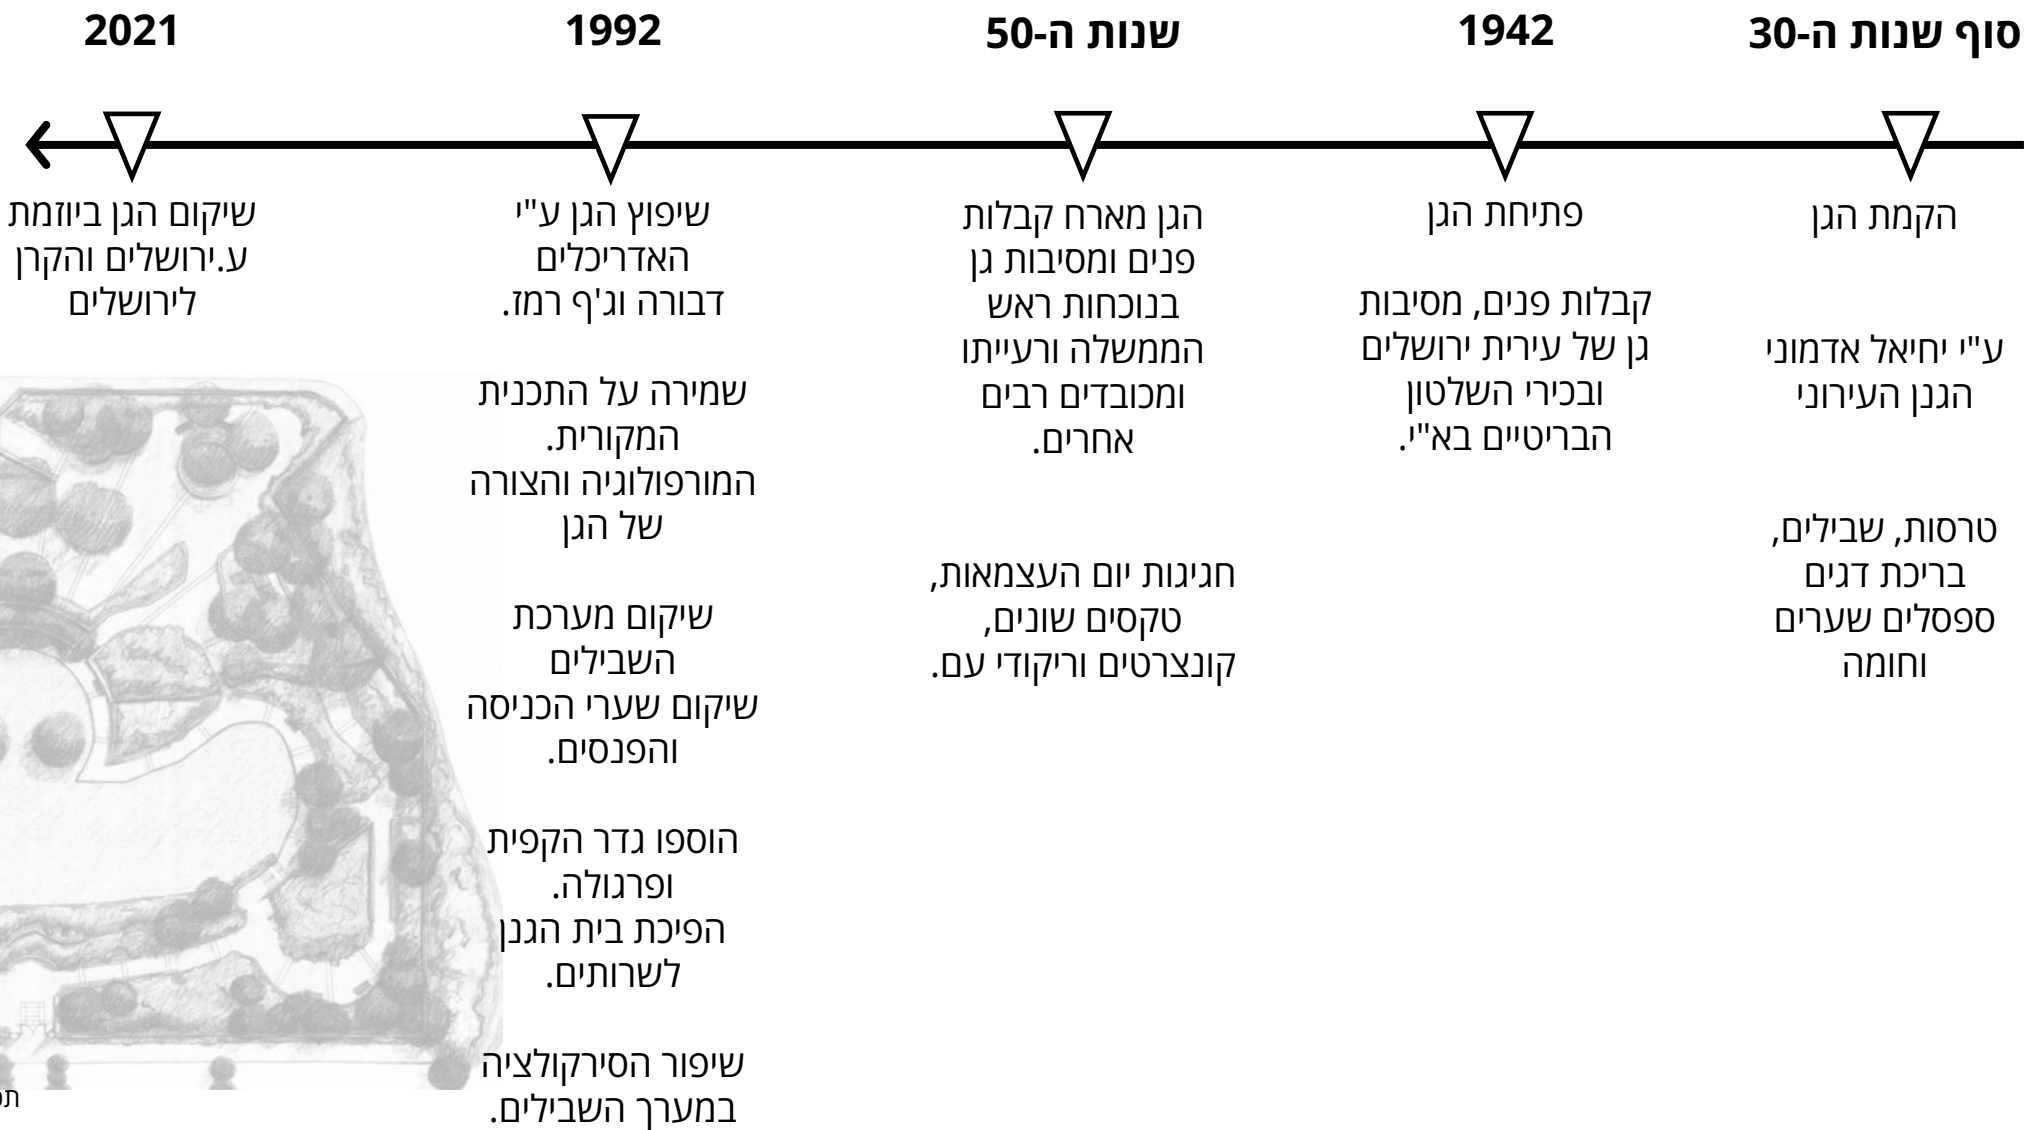 סוף שנות ה-30
1942
שנות ה-50
1992
2021
הקמת הגן
ע"י יחיאל אדמוני
הגנן העירוני
טרסות, שבילים,
בריכת דגים
ספסלים שערים
וחומה
פתיחת הגן
קבלות פנים, מסיבות
גן של עירית ירושלים
ובכירי השלטון
הבריטיים בא"י.
הגן מארח קבלות
פנים ומסיבות גן
בנוכחות ראש
הממשלה ורעייתו
ומכובדים רבים
אחרים.
חגיגות יום העצמאות,
טקסים שונים,
קונצרטים וריקודי עם.
שיפוץ הגן ע"י
האדריכלים
דבורה וג'ף רמז.
שמירה על התכנית
המקורית.
המורפולוגיה והצורה
של הגן
שיקום מערכת
השבילים
שיקום שערי הכניסה
והפנסים.
הוספו גדר הקפית
ופרגולה.
הפיכת בית הגנן
לשרותים.
שיפור הסירקולציה
במערך השבילים.
שיקום הגן ביוזמת
ע.ירושלים והקרן
לירושלים